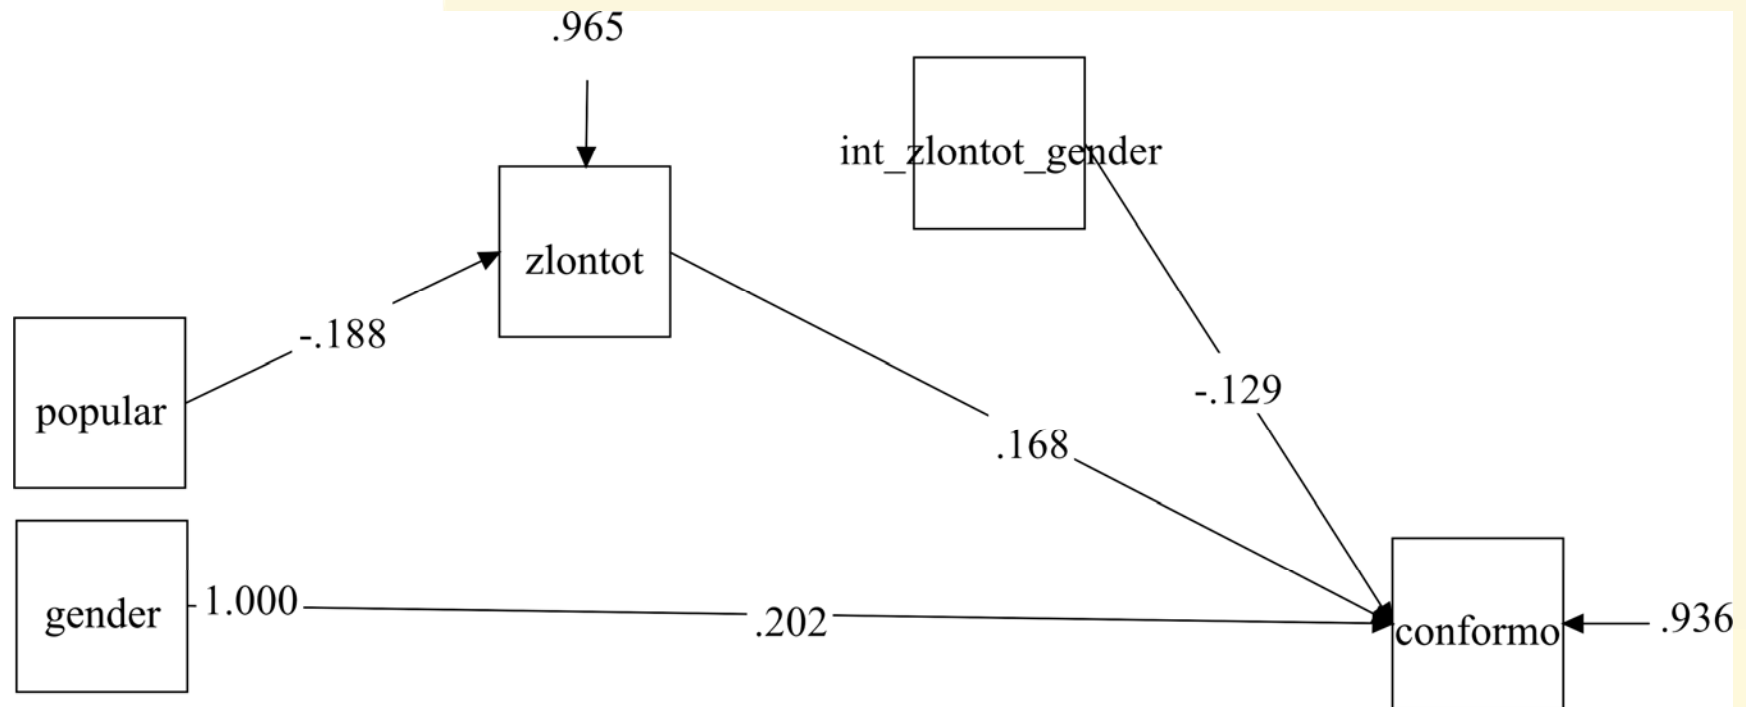 .965
int_zlontot_gender
zlontot
-.188
popular
-.129
.168
gender
1.000
.202
conformo
.936